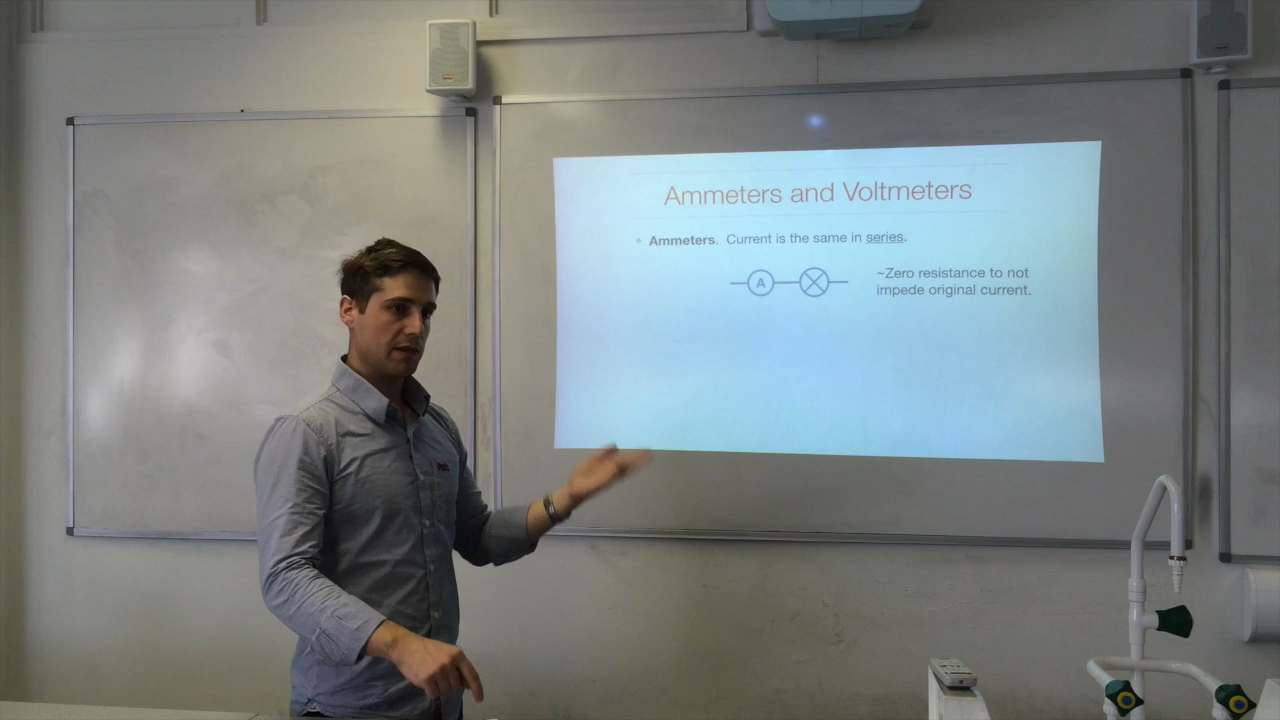 Ammeters and Voltmeters
Ammeters. Current is the same in series.
A
~Zero resistance to not
impede original current.